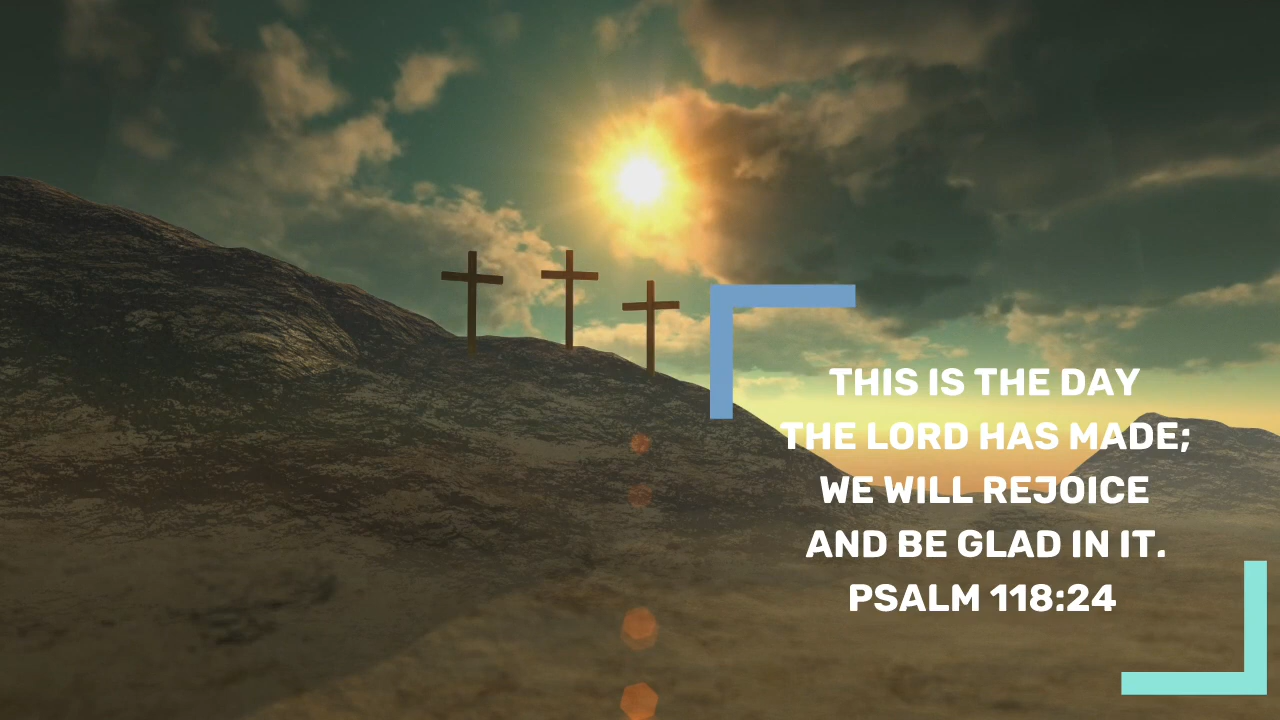 THIS IS THE DAY
THE LORD HAS MADE;
WE WILL REJOICE
AND BE GLAD IN IT.
PSALM 118:24